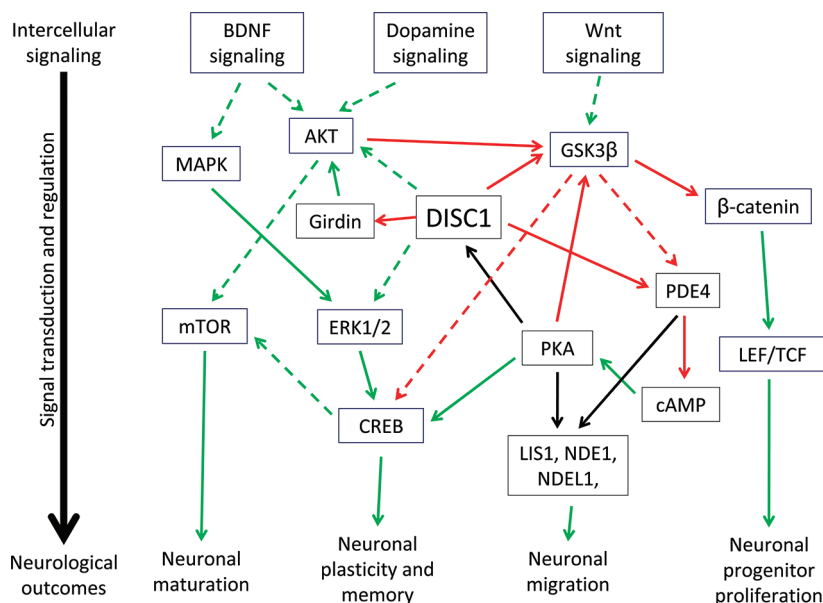 Intercellular
signaling
BDNF
signaling
Dopamine
signaling
Wnt
signaling
Signal transduction and regulation
AKT
MAPK
GSK3β
Girdin
DISC1
β-catenin
PDE4
mTOR
ERK1/2
PKA
LEF/TCF
cAMP
CREB
LIS1, NDE1,
NDEL1,
Neurological
outcomes
Neuronal
maturation
Neuronal
plasticity and
memory
Neuronal
migration
Neuronal
progenitor
proliferation